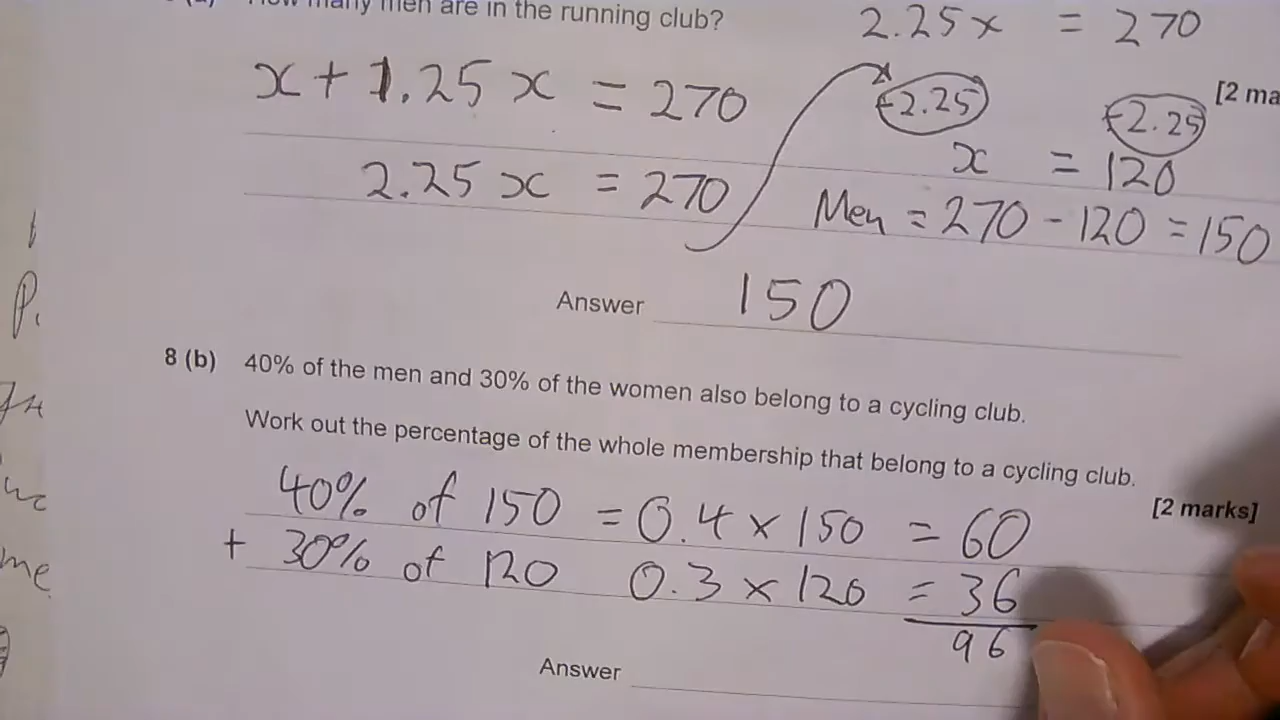 many men are in the running club?
2.25x = 270
x + 1.25x = 270
÷2.25 ÷2.25
[2 ma
x = 120
2.25x = 270
Men = 270 - 120 = 150
Answer 150
8 (b) 40% of the men and 30% of the women also belong to a cycling club.
Work out the percentage of the whole membership that belong to a cycling club.
[2 marks]
40% of 150 = 0.4 × 150 = 60
+ 30% of 120 0.3 × 120 = 36
96
Answer
me